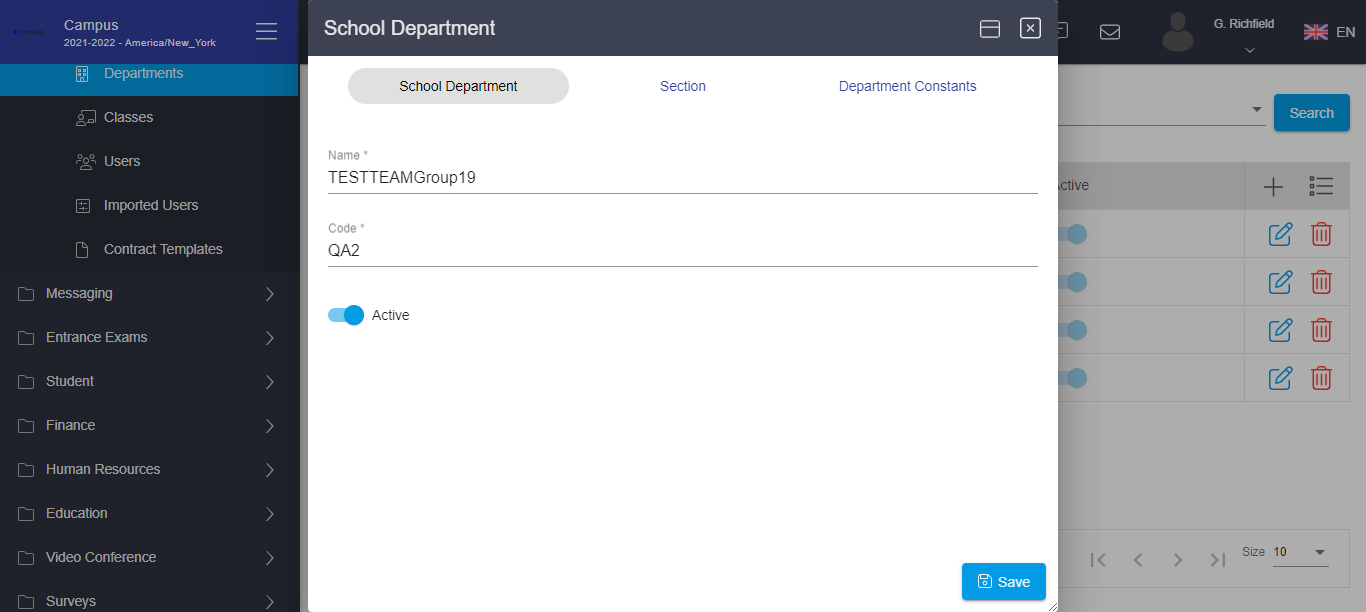 Campus
2021-2022 - America/New_York
Departments
Classes
Users
Imported Users
Contract Templates
Messaging
Entrance Exams
Student
Finance
Human Resources
Education
Video Conference
Surveys
School Department
School Department
Section
Department Constants
Name *
TESTTEAMGroup19
Code *
QA2
Active
Save
G. Richfield
EN
Search
ctive
Size 10